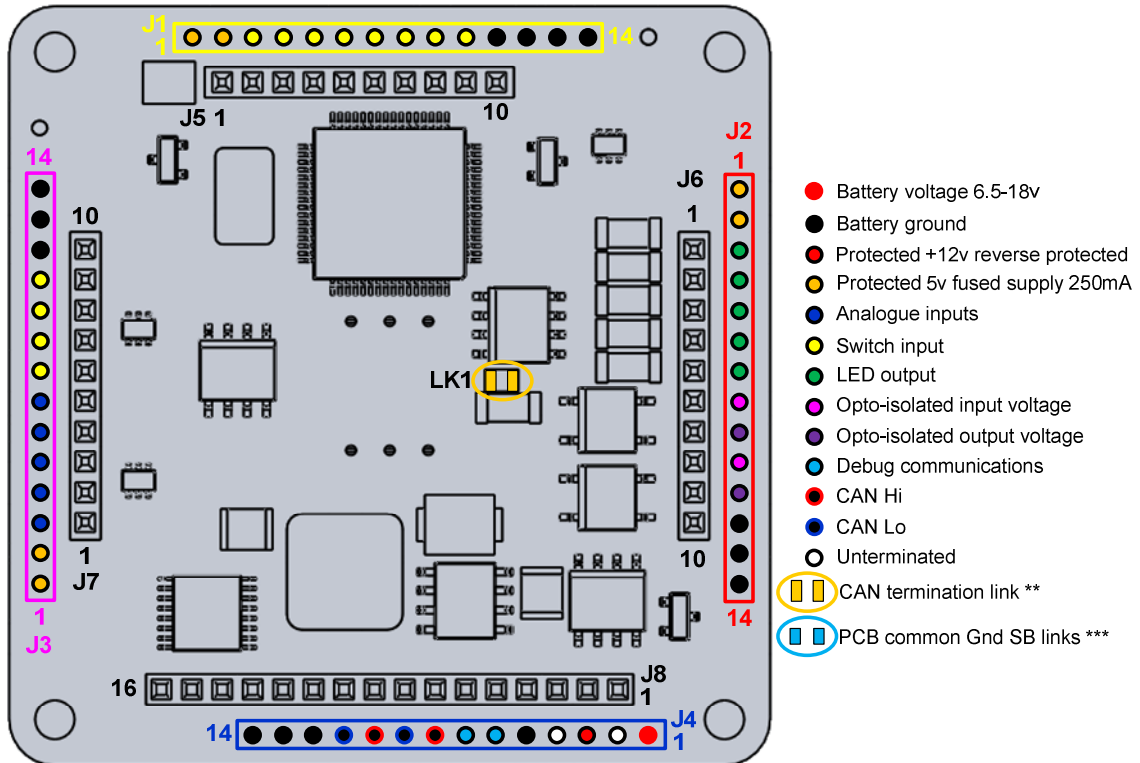 J1
1
14
J5 1
10
J2
1
14
J6
1
10
10
LK1
1
J7
1
J3
10
14
16
J8
1
14
J4
1
Battery voltage 6.5-18v
Battery ground
Protected +12v reverse protected
Protected 5v fused supply 250mA
Analogue inputs
Switch input
LED output
Opto-isolated input voltage
Opto-isolated output voltage
Debug communications
CAN Hi
CAN Lo
Unterminated
CAN termination link **
PCB common Gnd SB links ***